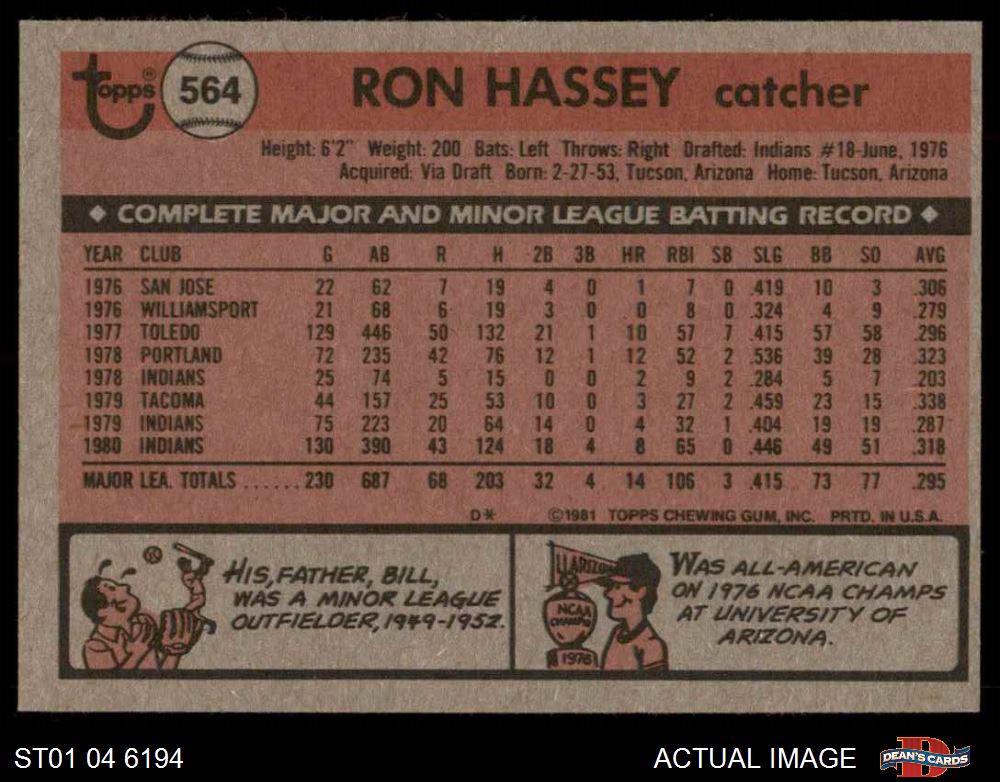 topps® 564 RON HASSEY catcher
Height: 6'2" Weight: 200 Bats: Left Throws: Right Drafted: Indians #18-June, 1976
Acquired: Via Draft Born: 2-27-53, Tucson, Arizona Home: Tucson, Arizona
◆ COMPLETE MAJOR AND MINOR LEAGUE BATTING RECORD ◆
YEAR CLUB G AB R H 2B 3B HR RBI SB SLG BB SO AVG
1976 SAN JOSE 22 62 7 19 4 0 1 7 0 .419 10 3 .306
1976 WILLIAMSPORT 21 68 6 19 3 0 0 8 0 .324 4 9 .279
1977 TOLEDO 129 446 50 132 21 1 10 57 7 .415 57 58 .296
1978 PORTLAND 72 235 42 76 12 1 12 52 2 .536 39 28 .323
1978 INDIANS 25 74 5 15 0 0 2 9 2 .284 5 7 .203
1979 TACOMA 44 157 25 53 10 0 3 27 2 .459 23 15 .338
1979 INDIANS 75 223 20 64 14 0 4 32 1 .404 19 19 .287
1980 INDIANS 130 390 43 124 18 4 8 65 0 .446 49 51 .318
MAJOR LEA. TOTALS ...... 230 687 68 203 32 4 14 106 3 .415 73 77 .295
D* ©1981 TOPPS CHEWING GUM, INC. PRTD. IN U.S.A.
HIS, FATHER, BILL,
WAS A MINOR LEAGUE
OUTFIELDER, 1949-1952.
U. ARIZONA
NCAA
CHAMPS
1976
WAS ALL-AMERICAN
ON 1976 NCAA CHAMPS
AT UNIVERSITY OF
ARIZONA.
ST01 04 6194 ACTUAL IMAGE DEAN'S CARDS